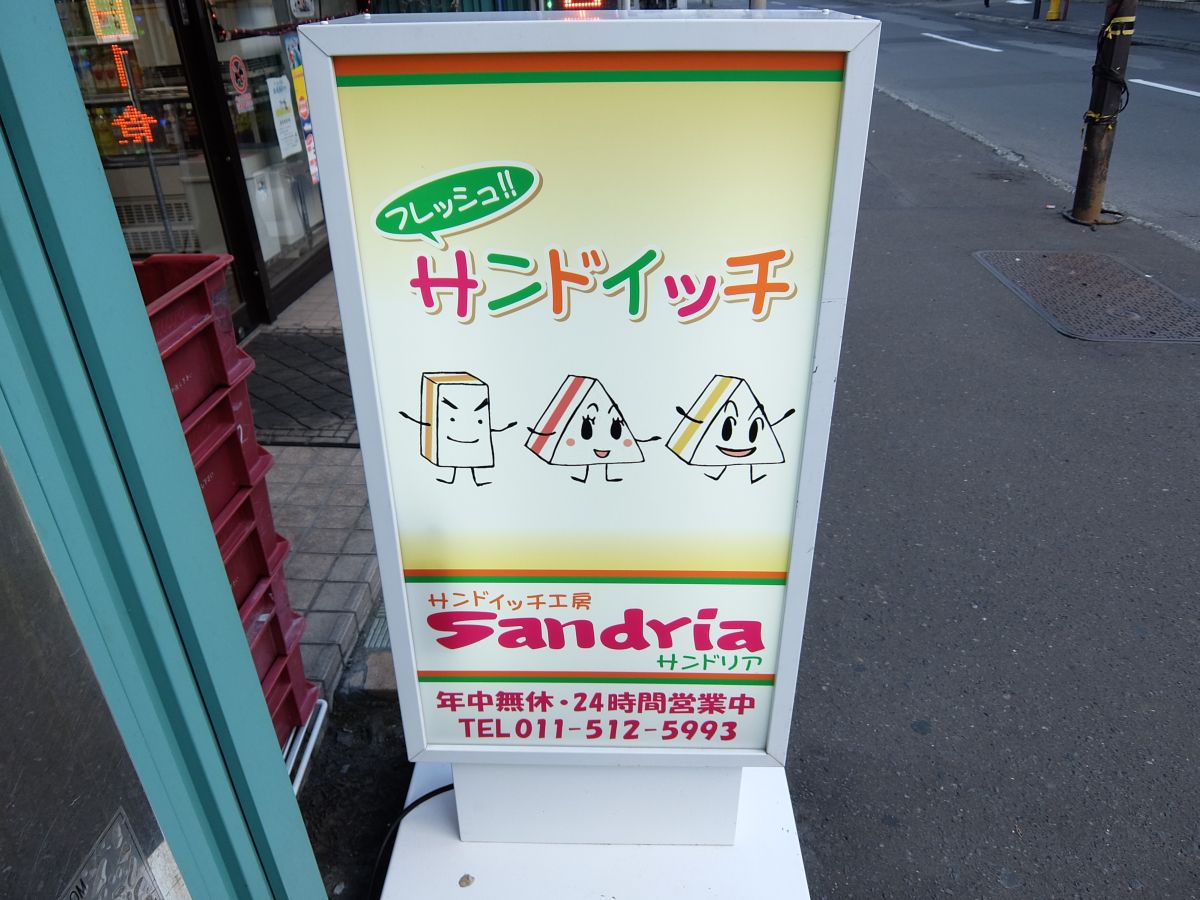 フレッシュ!!
サンドイッチ
サンドイッチ工房
Sandria
サンドリア
年中無休・24時間営業中
TEL011-512-5993